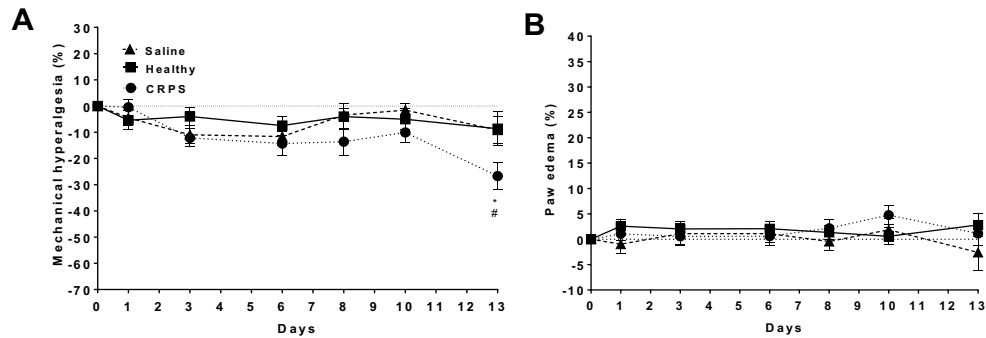 A
Mechanical hyperalgesia (%)
30
20
10
0
-10
-20
-30
-40
-50
-60
-70
Saline
Healthy
CRPS
*
#
0 1 2 3 4 5 6 7 8 9 10 11 12 13
Days
B
Paw edema (%)
40
35
30
25
20
15
10
5
0
-5
-10
0 1 2 3 4 5 6 7 8 9 10 11 12 13
Days